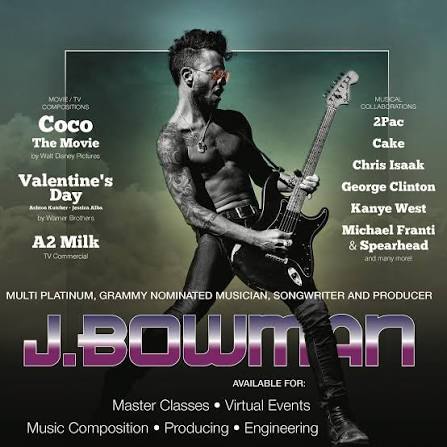 MOVIE / TV
COMPOSITIONS
Coco
The Movie
by Walt Disney Pictures
Valentine's
Day
Ashton Kutcher - Jessica Alba
by Warner Brothers
A2 Milk
TV Commercial
MUSICAL
COLLABORATIONS
2Pac
Cake
Chris Isaak
George Clinton
Kanye West
Michael Franti
& Spearhead
and many more!
MULTI PLATINUM, GRAMMY NOMINATED MUSICIAN, SONGWRITER AND PRODUCER
J.BOWMAN
AVAILABLE FOR:
Master Classes • Virtual Events
Music Composition • Producing • Engineering